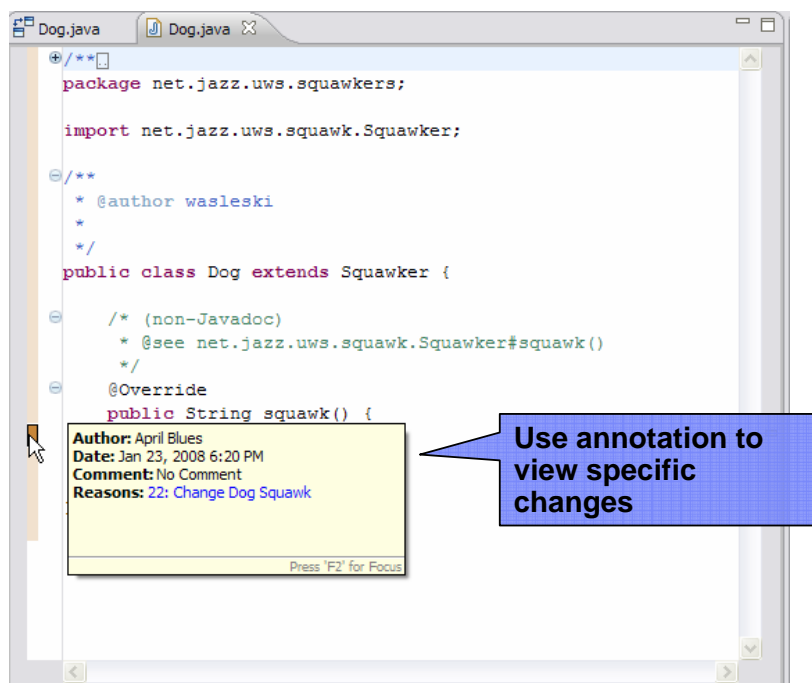 Dog.java Dog.java
/**
package net.jazz.uws.squawkers;
import net.jazz.uws.squawk.Squawker;
/**
* @author wasleski
*
*/
public class Dog extends Squawker {
/* (non-Javadoc)
* @see net.jazz.uws.squawk.Squawker#squawk()
*/
@Override
public String squawk() {
Author: April Blues
Date: Jan 23, 2008 6:20 PM
Comment: No Comment
Reasons: 22: Change Dog Squawk
Press 'F2' for Focus
Use annotation to
view specific
changes